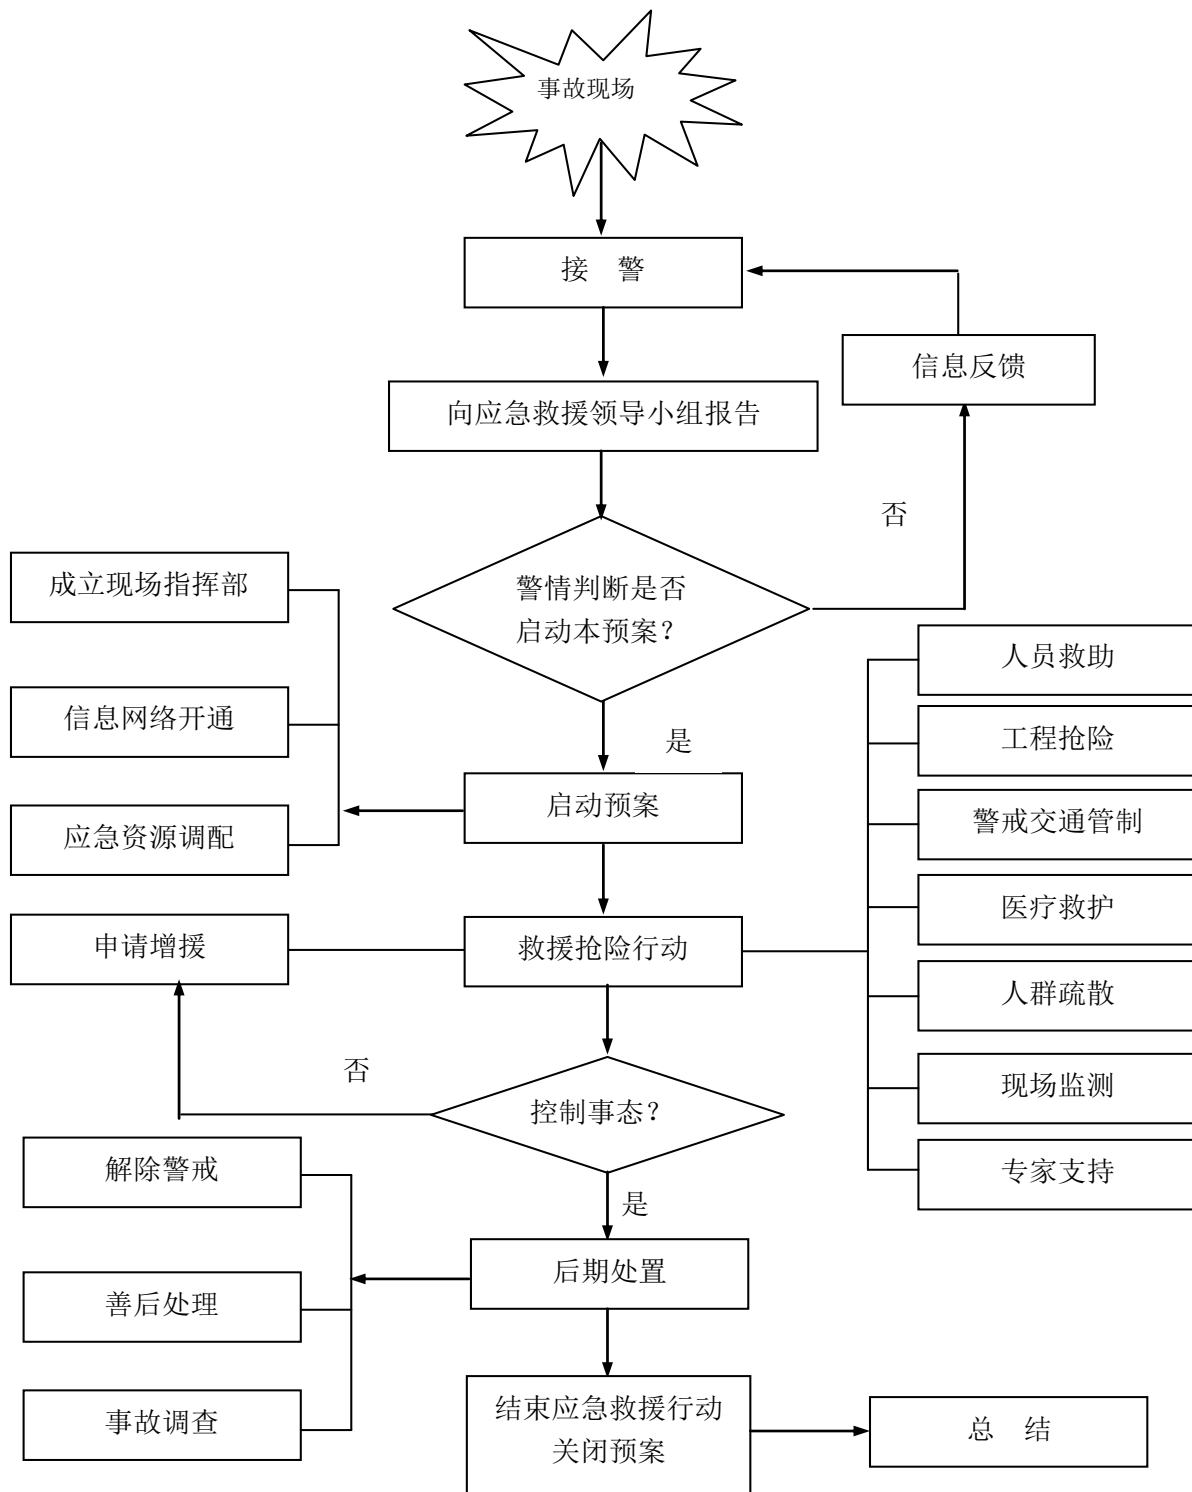 事故现场
接 警
信息反馈
向应急救援领导小组报告
否
警情判断是否
启动本预案？
成立现场指挥部
信息网络开通
应急资源调配
是
启动预案
人员救助
工程抢险
警戒交通管制
医疗救护
人群疏散
现场监测
专家支持
申请增援
救援抢险行动
否
控制事态？
是
解除警戒
善后处理
事故调查
后期处置
结束应急救援行动
关闭预案
总 结